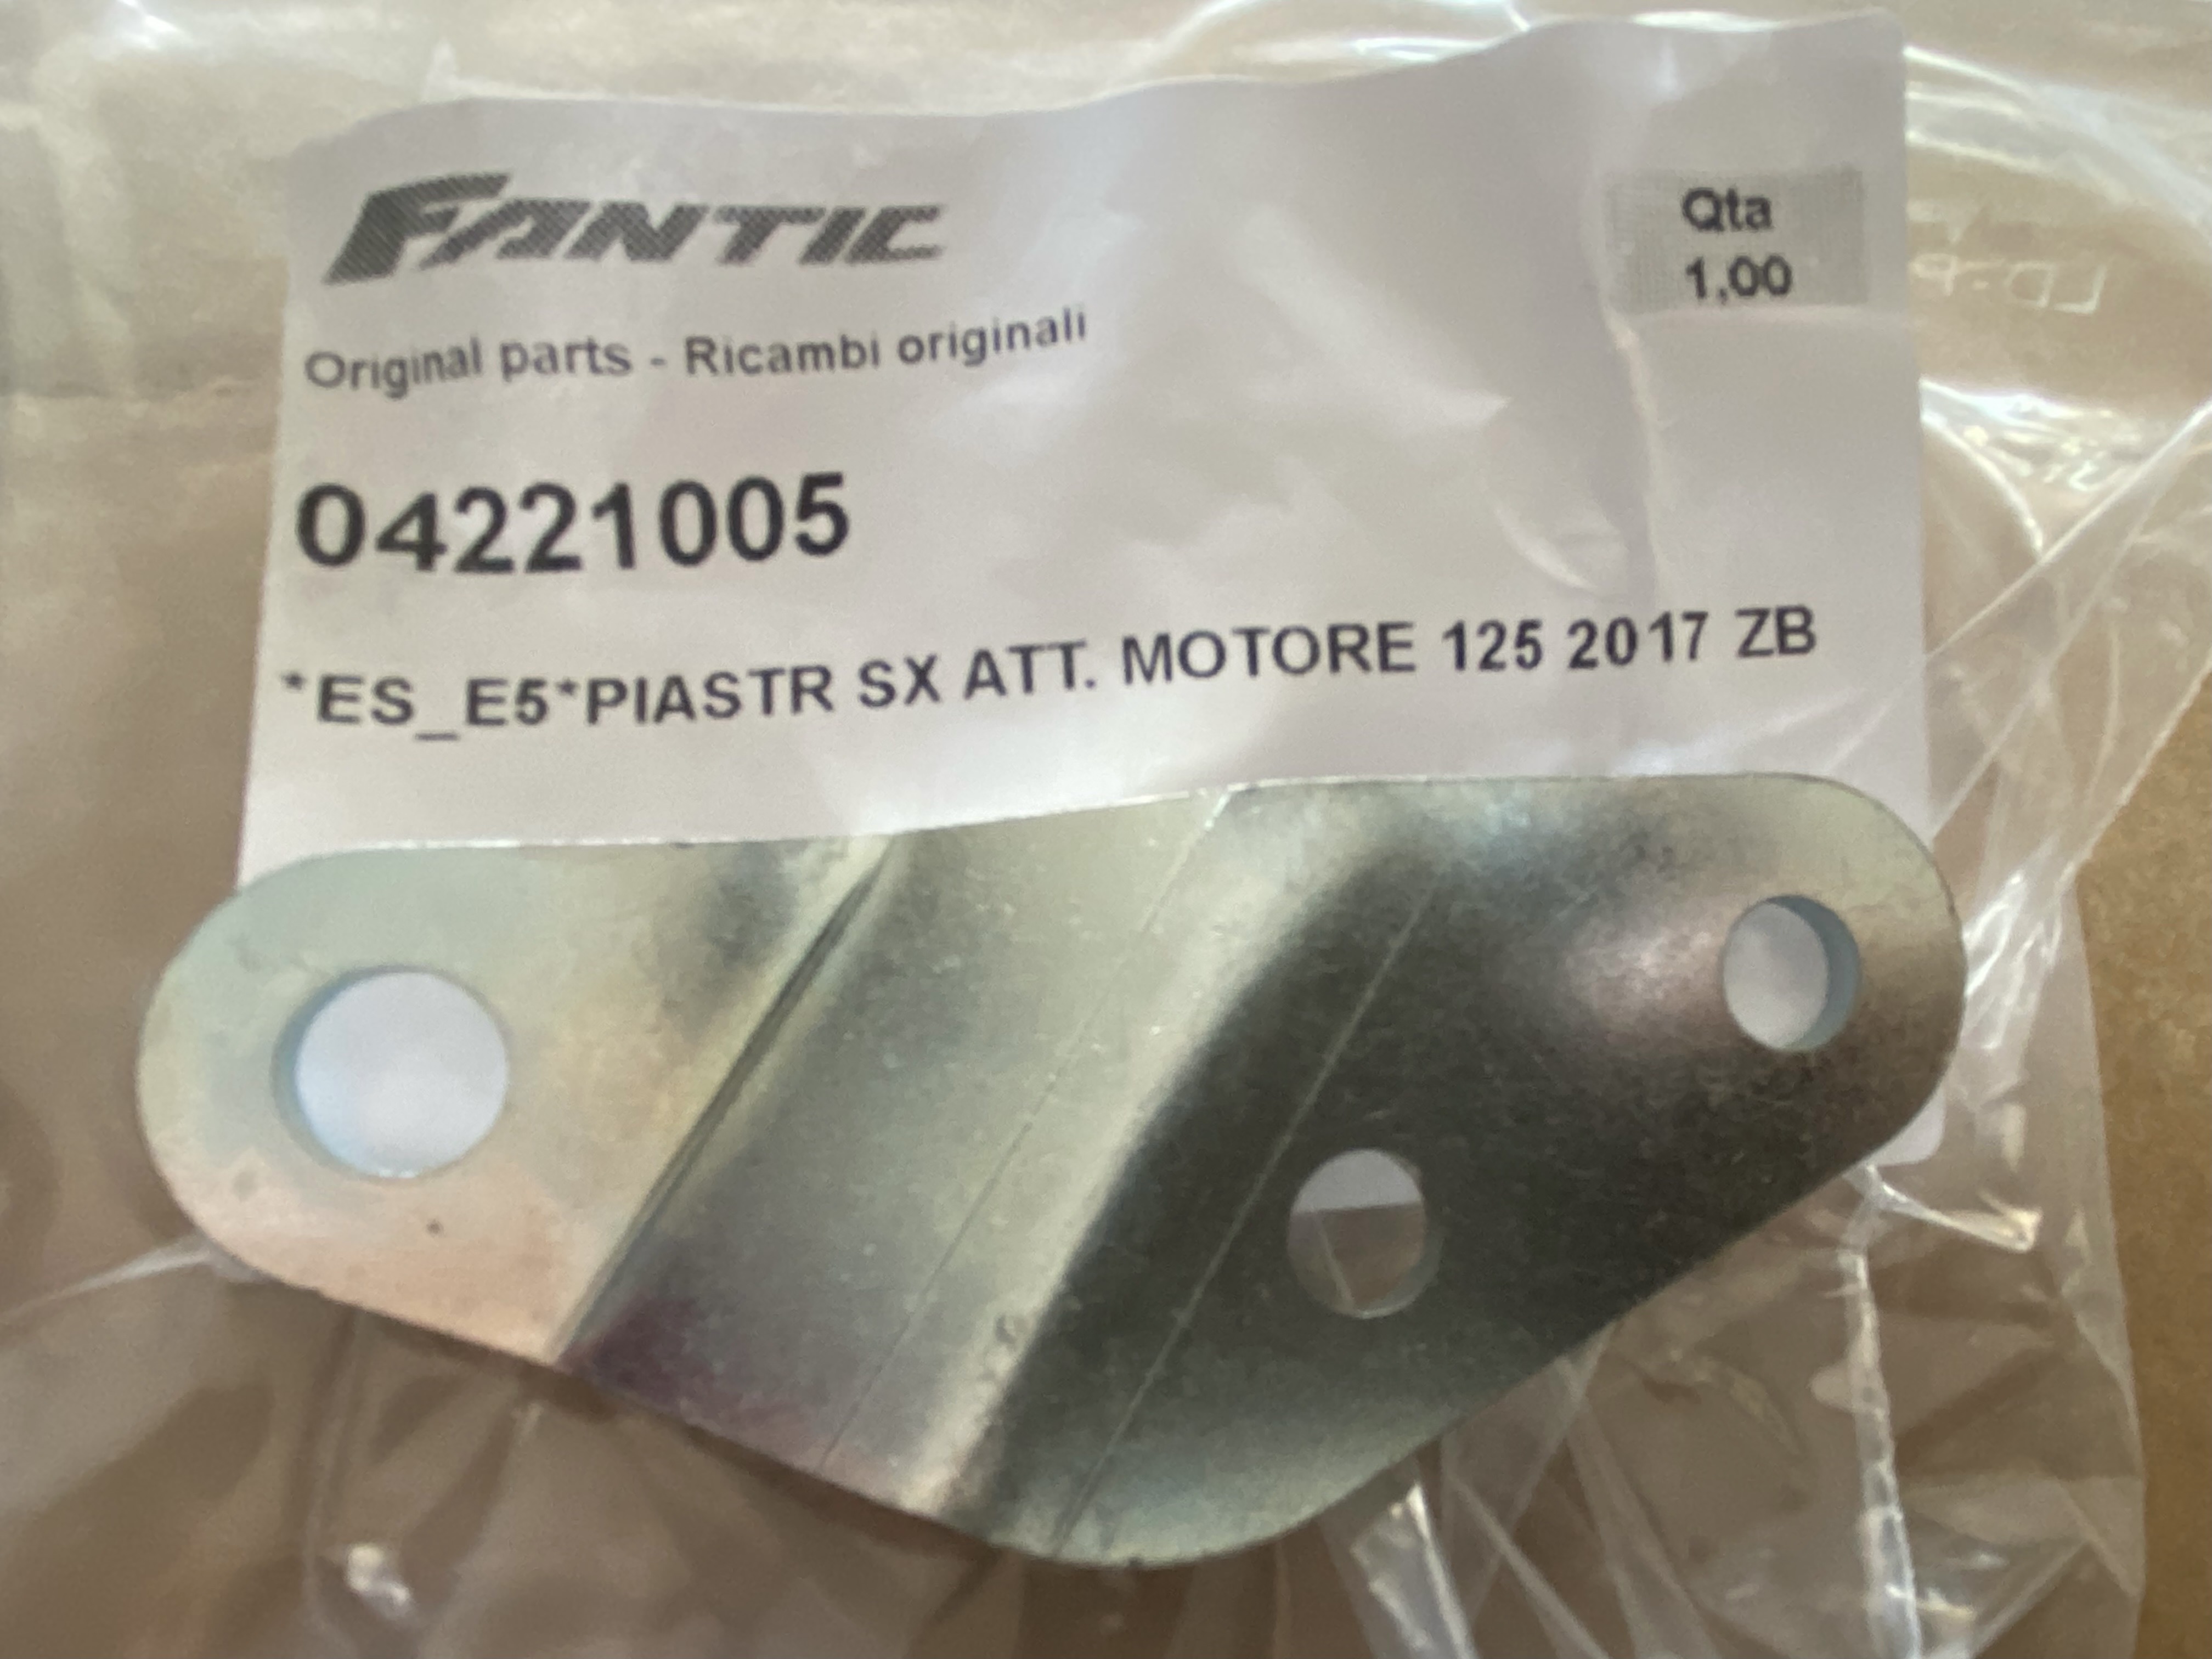 FANTIC
Qta
1,00
Original parts - Ricambi originali
04221005
*ES_E5*PIASTR SX ATT. MOTORE 125 2017 ZB